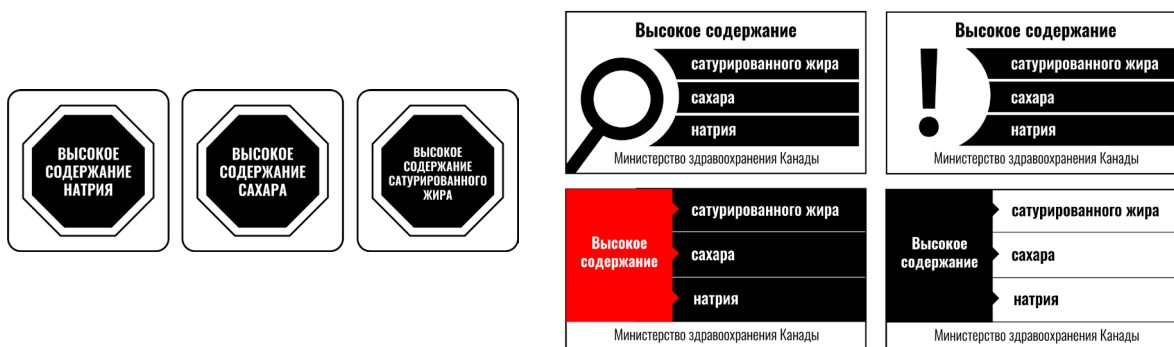 ВЫСОКОЕ
СОДЕРЖАНИЕ
НАТРИЯ
ВЫСОКОЕ
СОДЕРЖАНИЕ
САХАРА
ВЫСОКОЕ
СОДЕРЖАНИЕ
САТУРИРОВАННОГО
ЖИРА
Высокое содержание
сатурированного жира
сахара
натрия
Министерство здравоохранения Канады
Высокое содержание
сатурированного жира
сахара
натрия
Министерство здравоохранения Канады
Высокое
содержание
сатурированного жира
сахара
натрия
Министерство здравоохранения Канады
Высокое
содержание
сатурированного жира
сахара
натрия
Министерство здравоохранения Канады